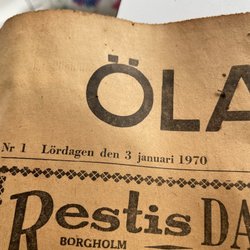 ÖLA
Nr 1 Lördagen den 3 januari 1970
Restis DA
BORGHOLM